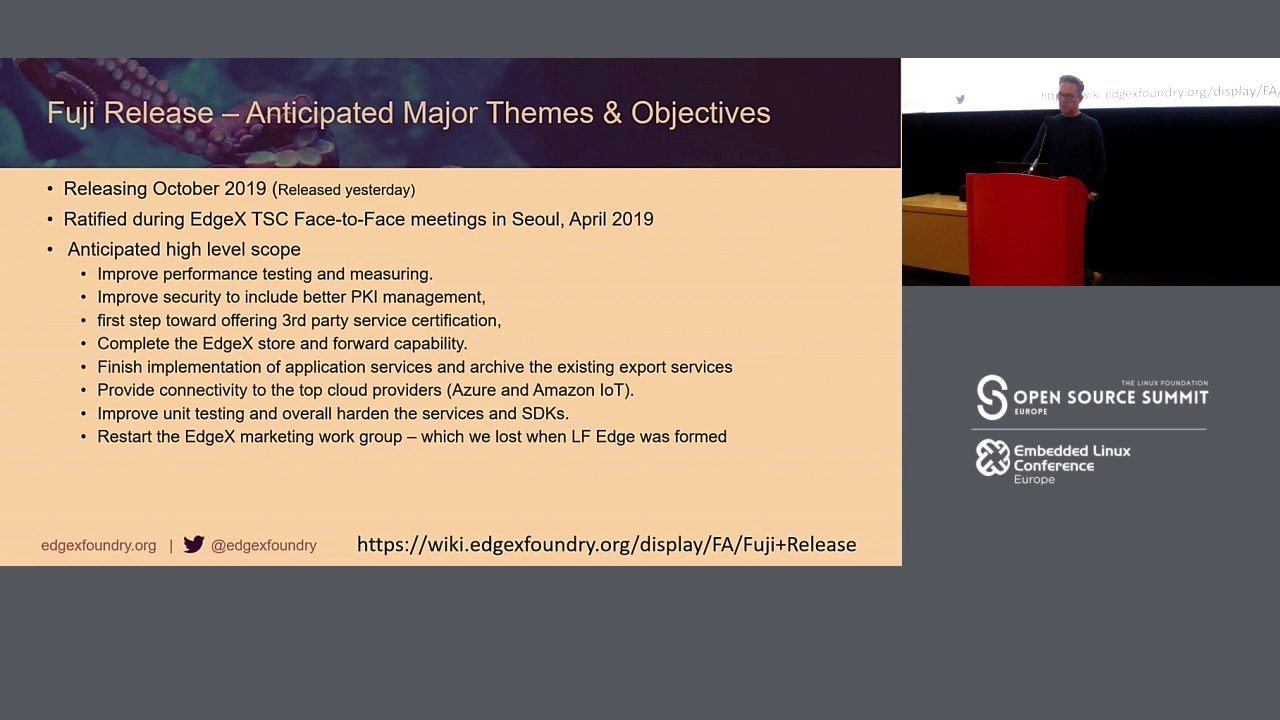 Fuji Release – Anticipated Major Themes & Objectives
• Releasing October 2019 (Released yesterday)
• Ratified during EdgeX TSC Face-to-Face meetings in Seoul, April 2019
• Anticipated high level scope
• Improve performance testing and measuring.
• Improve security to include better PKI management,
• first step toward offering 3rd party service certification,
• Complete the EdgeX store and forward capability.
• Finish implementation of application services and archive the existing export services
• Provide connectivity to the top cloud providers (Azure and Amazon IoT).
• Improve unit testing and overall harden the services and SDKs.
• Restart the EdgeX marketing work group – which we lost when LF Edge was formed
edgexfoundry.org | @edgexfoundry https://wiki.edgexfoundry.org/display/FA/Fuji+Release
edgexfoundry.org/display/FA/
THE LINUX FOUNDATION
OPEN SOURCE SUMMIT
EUROPE
Embedded Linux
Conference
Europe